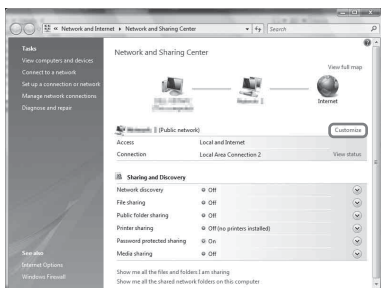 Network and Internet ▸ Network and Sharing Center
Search
Tasks
View computers and devices
Connect to a network
Set up a connection or network
Manage network connections
Diagnose and repair
See also
Internet Options
Windows Firewall
Network and Sharing Center
View full map
Internet
(Public network)
Customize
Access Local and Internet
Connection Local Area Connection 2 View status
Sharing and Discovery
Network discovery Off
File sharing Off
Public folder sharing Off
Printer sharing Off (no printers installed)
Password protected sharing On
Media sharing Off
Show me all the files and folders I am sharing
Show me all the shared network folders on this computer